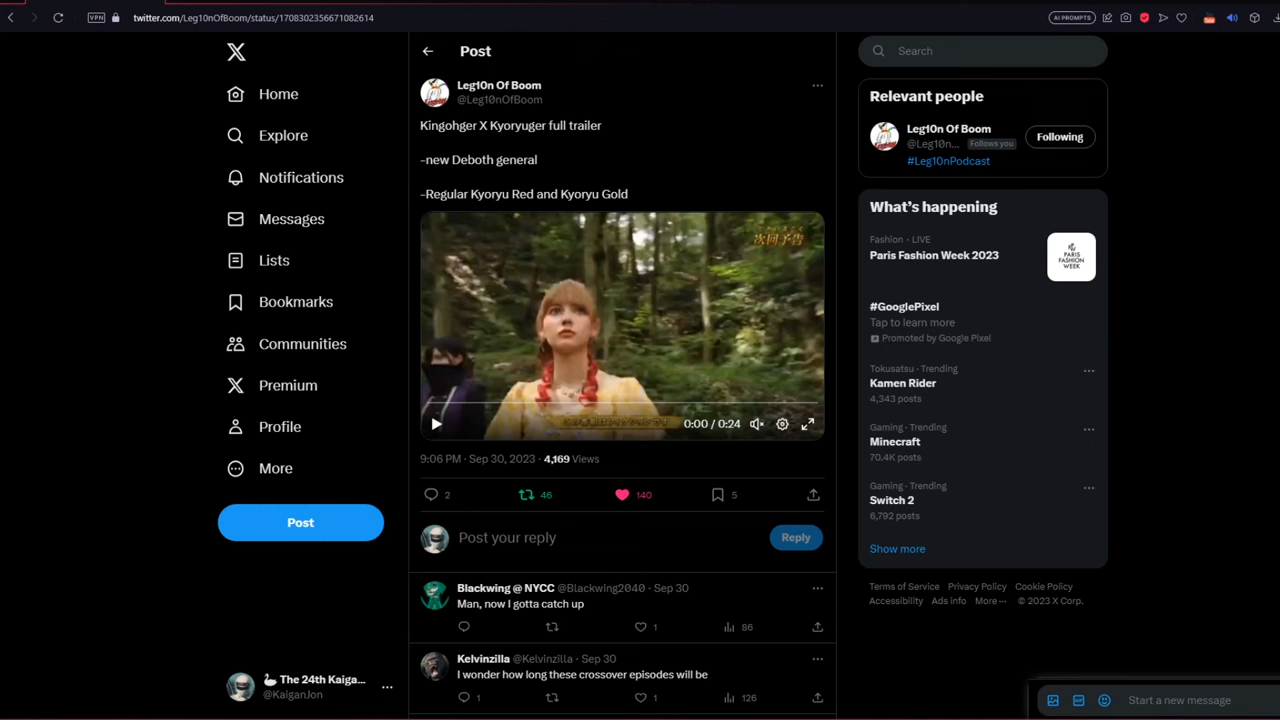 VPN
twitter.com/Leg10nOfBoom/status/1708302356671082614
AI PROMPTS
Home
Explore
Notifications
Messages
Lists
Bookmarks
Communities
Premium
Profile
More
Post
The 24th Kaiga...
@KaiganJon
Post
Leg10n Of Boom
@Leg10nOfBoom
Kingohger X Kyoryuger full trailer
-new Deboth general
-Regular Kyoryu Red and Kyoryu Gold
次回予告
0:00 / 0:24
9:06 PM · Sep 30, 2023 · 4,169 Views
2 46 140 5
Post your reply
Reply
Blackwing @ NYCC @Blackwing2040 · Sep 30
Man, now I gotta catch up
1 86
Kelvinzilla @Kelvinzilla · Sep 30
I wonder how long these crossover episodes will be
1 1 126
Search
Relevant people
Leg10n Of Boom
@Leg10n... Follows you
Following
#Leg10nPodcast
What's happening
Fashion · LIVE
Paris Fashion Week 2023
PARIS
FASHION
WEEK
#GooglePixel
Tap to learn more
Promoted by Google Pixel
Tokusatsu · Trending
Kamen Rider
4,343 posts
Gaming · Trending
Minecraft
70.4K posts
Gaming · Trending
Switch 2
6,792 posts
Show more
Terms of Service Privacy Policy Cookie Policy
Accessibility Ads info More ··· © 2023 X Corp.
Start a new message